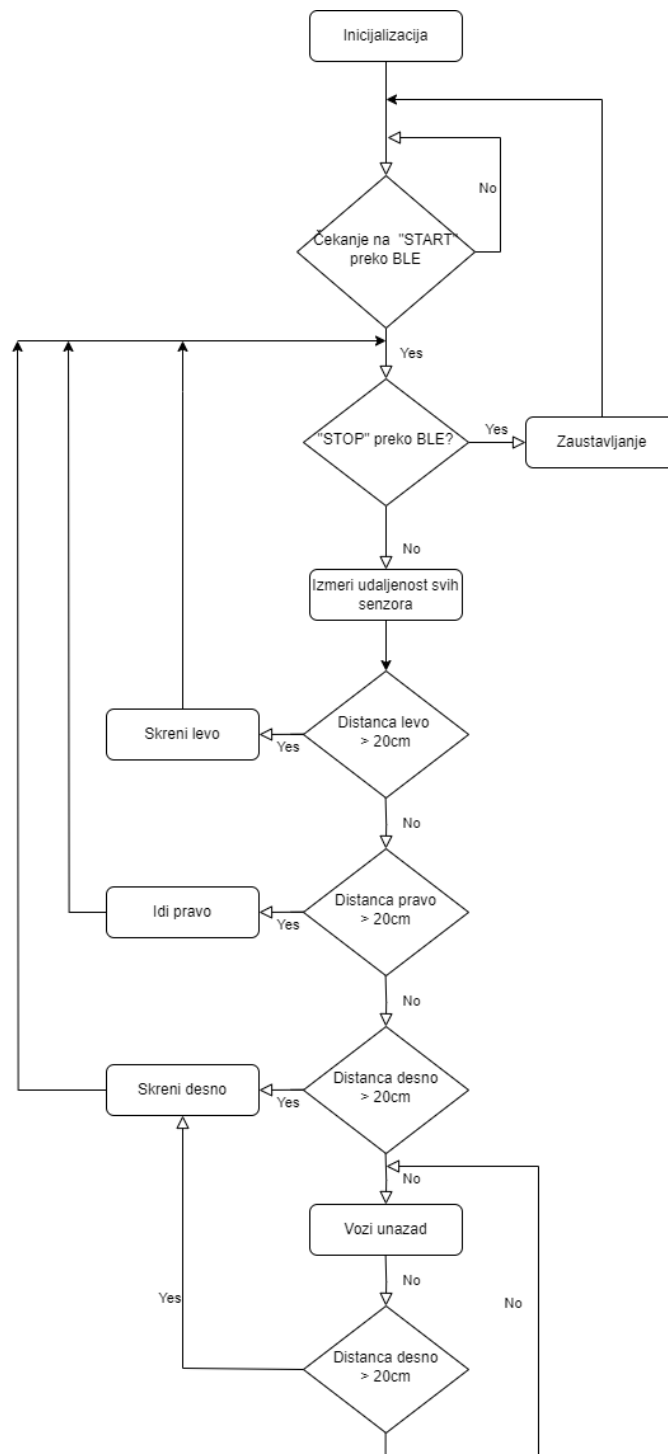 Inicijalizacija
No
Čekanje na "START"
preko BLE
Yes
"STOP" preko BLE?
Yes
Zaustavljanje
No
Izmeri udaljenost svih
senzora
Distanca levo
> 20cm
Yes
Skreni levo
No
Distanca pravo
> 20cm
Yes
Idi pravo
No
Distanca desno
> 20cm
Yes
Skreni desno
No
Vozi unazad
No
Yes
No
Distanca desno
> 20cm